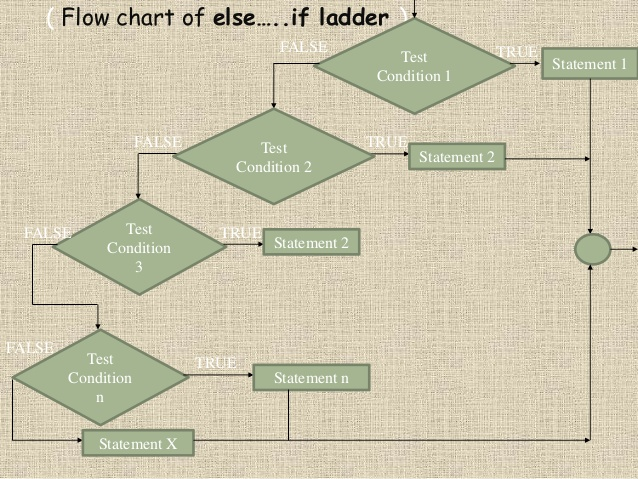 ( Flow chart of else…..if ladder )
FALSE
Test
Condition 1
TRUE
Statement 1
FALSE
Test
Condition 2
TRUE
Statement 2
FALSE
Test
Condition
3
TRUE
Statement 2
FALSE
Test
Condition
n
TRUE
Statement n
Statement X